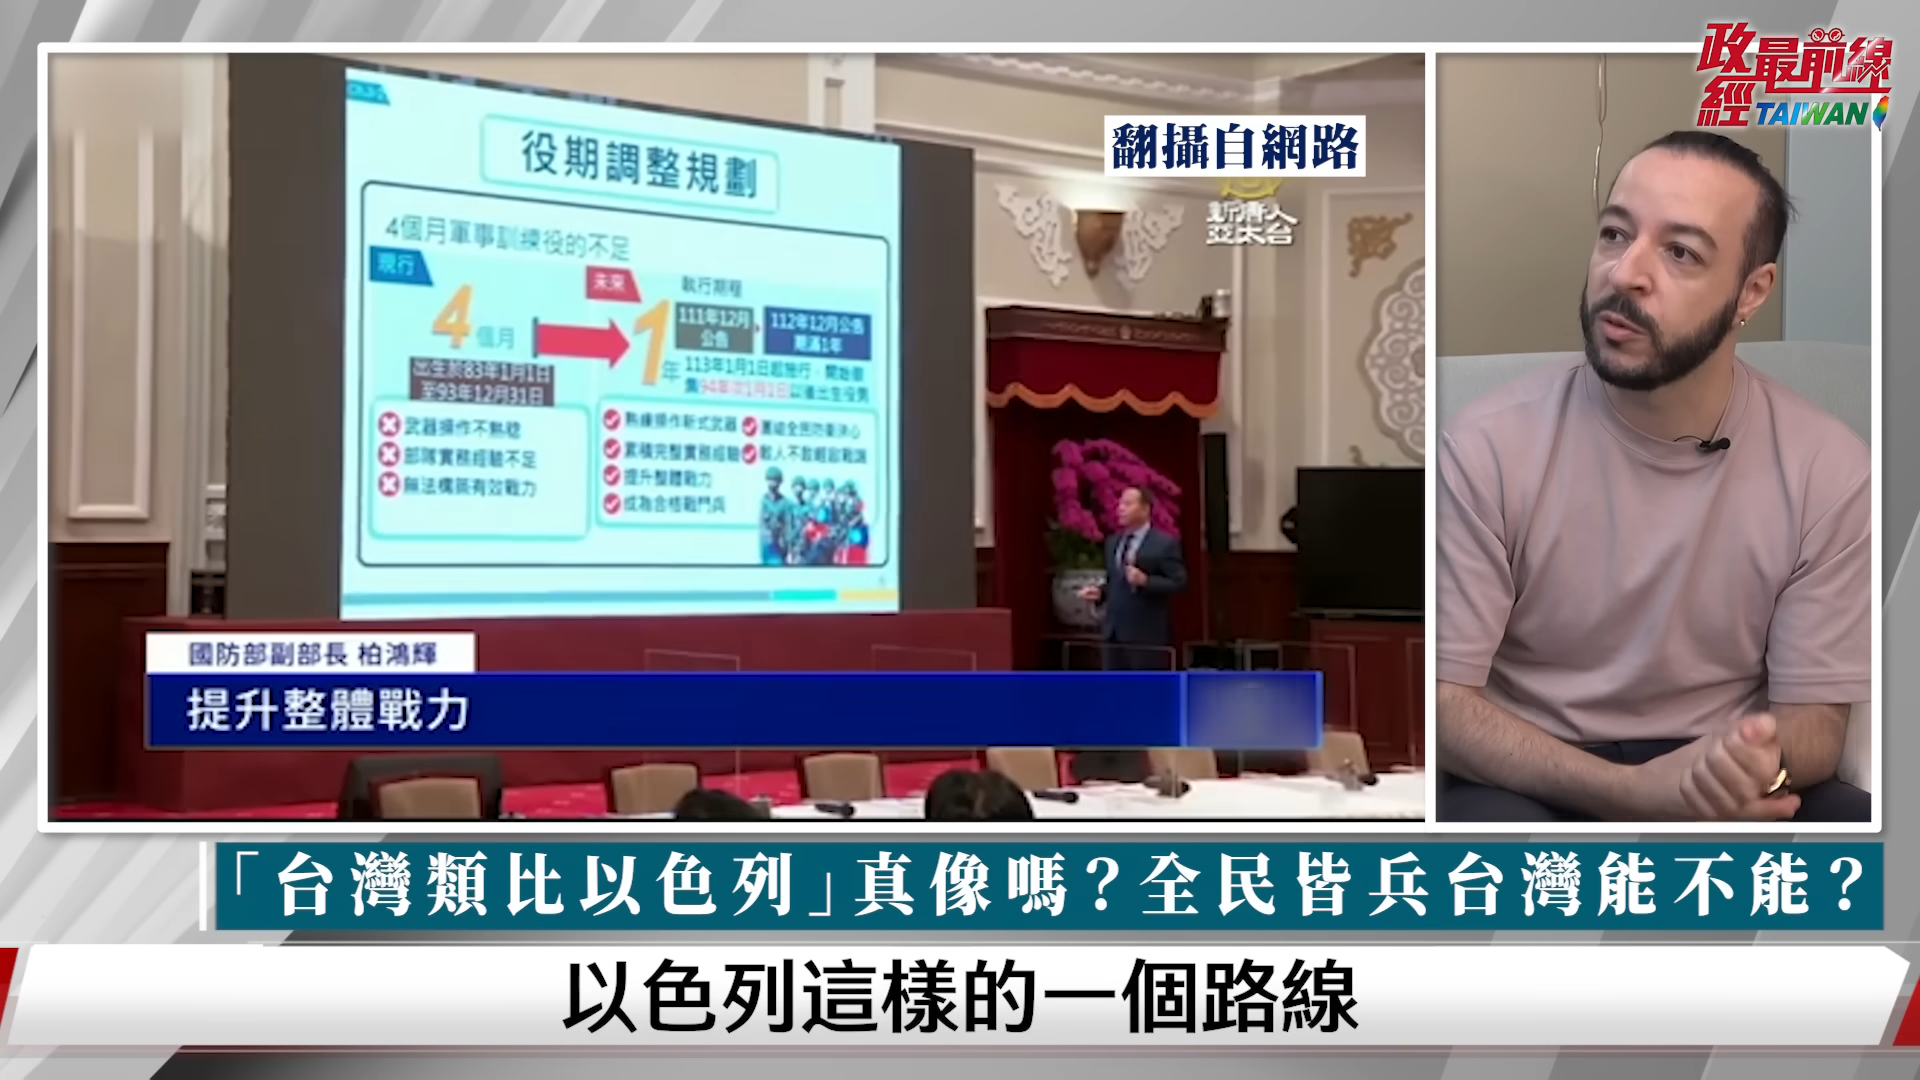 政經最前線
TAIWAN
翻攝自網路
新唐人
亞太台
役期調整規劃
4個月軍事訓練役的不足
現行
未來
執行期程
4個月
1年
111年12月
公告
112年12月公告
期滿1年
出生於83年1月1日
至93年12月31日
113年1月1日起施行，開始徵
集94年次1月1日以後出生役男
武器操作不熟稔
部隊實務經驗不足
無法構築有效戰力
熟練操作新式武器
累積完整實務經驗
提升整體戰力
成為合格戰鬥兵
凝結全民防衛決心
敵人不敢輕啟戰端
國防部副部長 柏鴻輝
提升整體戰力
「台灣類比以色列」真像嗎？全民皆兵台灣能不能？
以色列這樣的一個路線